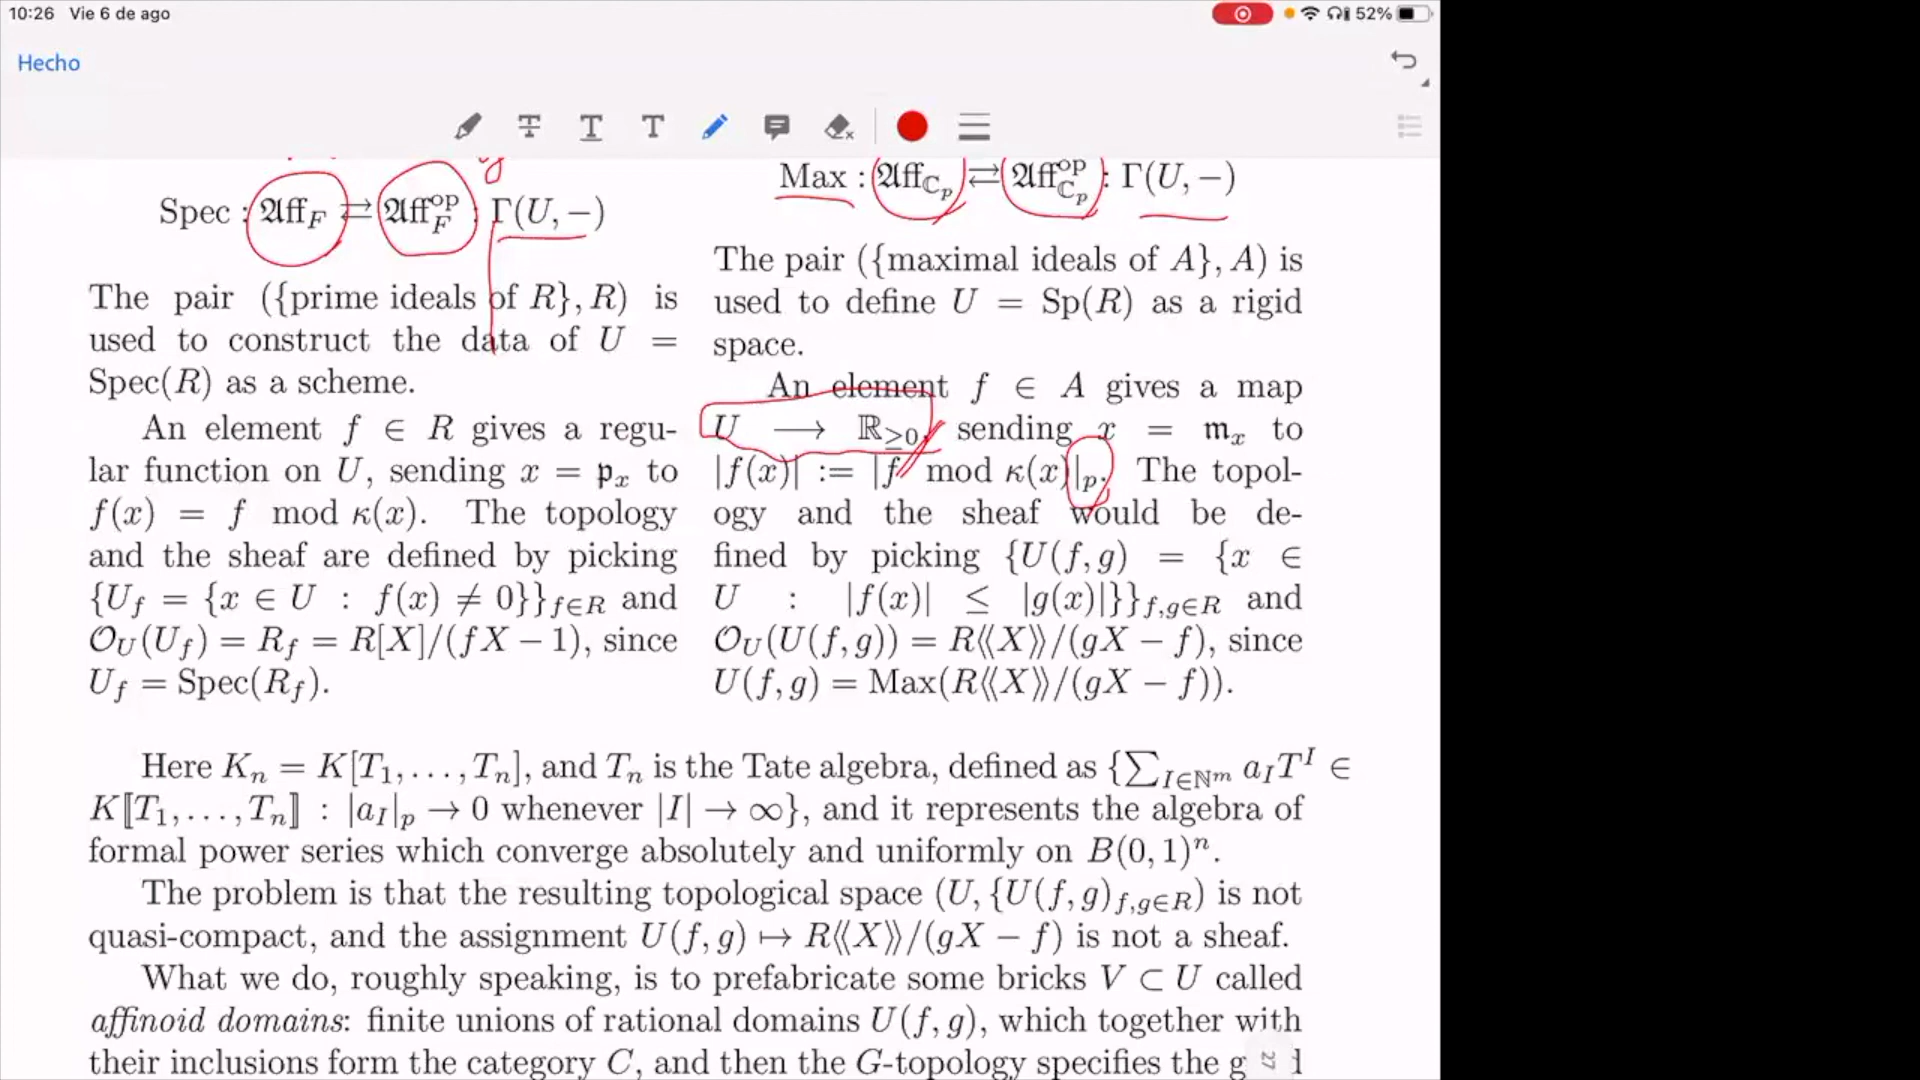 10:26 Vie 6 de ago
52%
Hecho
Spec : 𝔄ff_F ⇄ 𝔄ff_F^op : Γ(U, −)
The pair ({prime ideals of R}, R) is
used to construct the data of U =
Spec(R) as a scheme.
An element f ∈ R gives a regu-
lar function on U, sending x = 𝔭_x to
f(x) = f mod κ(x). The topology
and the sheaf are defined by picking
{U_f = {x ∈ U : f(x) ≠ 0}}_{f∈R} and
𝒪_U(U_f) = R_f = R[X]/(fX − 1), since
U_f = Spec(R_f).
Max : 𝔄ff_{ℂ_p} ⇄ 𝔄ff_{ℂ_p}^op : Γ(U, −)
The pair ({maximal ideals of A}, A) is
used to define U = Sp(R) as a rigid
space.
An element f ∈ A gives a map
U ⟶ ℝ_{≥0}, sending x = 𝔪_x to
|f(x)| := |f mod κ(x)|_p. The topol-
ogy and the sheaf would be de-
fined by picking {U(f, g) = {x ∈
U : |f(x)| ≤ |g(x)|}}_{f,g∈R} and
𝒪_U(U(f, g)) = R⟪X⟫/(gX − f), since
U(f, g) = Max(R⟪X⟫/(gX − f)).
Here K_n = K[T_1, . . . , T_n], and T_n is the Tate algebra, defined as {∑_{I∈ℕ^m} a_I T^I ∈
K⟦T_1, . . . , T_n⟧ : |a_I|_p → 0 whenever |I| → ∞}, and it represents the algebra of
formal power series which converge absolutely and uniformly on B(0, 1)^n.
The problem is that the resulting topological space (U, {U(f, g)_{f,g∈R}) is not
quasi-compact, and the assignment U(f, g) ↦ R⟪X⟫/(gX − f) is not a sheaf.
What we do, roughly speaking, is to prefabricate some bricks V ⊂ U called
affinoid domains: finite unions of rational domains U(f, g), which together with
their inclusions form the category C, and then the G-topology specifies the
27